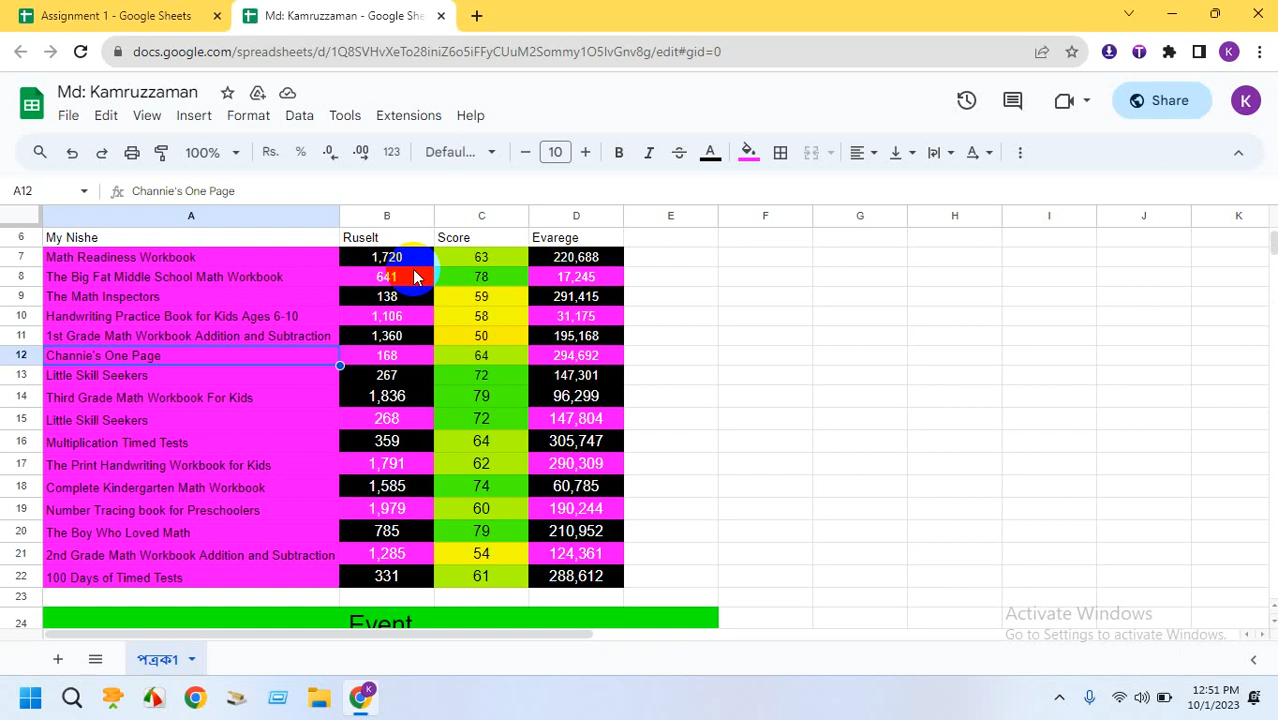 Assignment 1 - Google Sheets
Md: Kamruzzaman - Google Sheets
docs.google.com/spreadsheets/d/1Q8SVHvXeTo28iniZ6o5iFFyCUuM2Sommy1O5IvGnv8g/edit#gid=0
K
Md: Kamruzzaman
File Edit View Insert Format Data Tools Extensions Help
Share
K
100% Rs. % .0 .00 123 Defaul... 10 B I A A
A12 fx Channie's One Page
A B C D E F G H I J K
6 My Nishe Ruselt Score Evarege
7 Math Readiness Workbook 1,720 63 220,688
8 The Big Fat Middle School Math Workbook 641 78 17,245
9 The Math Inspectors 138 59 291,415
10 Handwriting Practice Book for Kids Ages 6-10 1,106 58 31,175
11 1st Grade Math Workbook Addition and Subtraction 1,360 50 195,168
12 Channie's One Page 168 64 294,692
13 Little Skill Seekers 267 72 147,301
14 Third Grade Math Workbook For Kids 1,836 79 96,299
15 Little Skill Seekers 268 72 147,804
16 Multiplication Timed Tests 359 64 305,747
17 The Print Handwriting Workbook for Kids 1,791 62 290,309
18 Complete Kindergarten Math Workbook 1,585 74 60,785
19 Number Tracing book for Preschoolers 1,979 60 190,244
20 The Boy Who Loved Math 785 79 210,952
21 2nd Grade Math Workbook Addition and Subtraction 1,285 54 124,361
22 100 Days of Timed Tests 331 61 288,612
23
24 Event
Activate Windows
Go to Settings to activate Windows.
পত্রক1
12:51 PM
10/1/2023